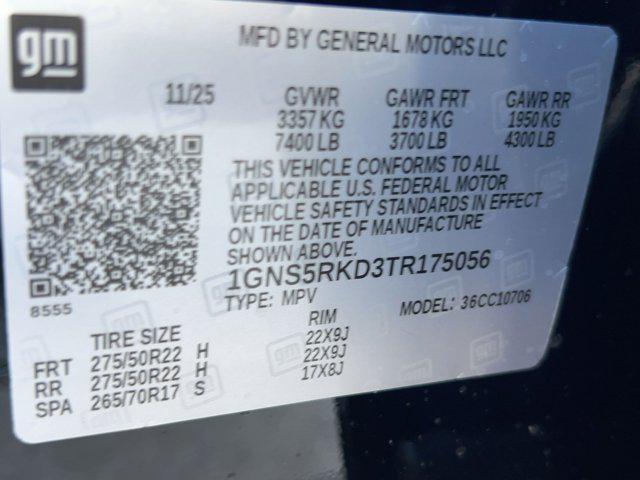 gm
MFD BY GENERAL MOTORS LLC
11/25 GVWR GAWR FRT GAWR RR
3357 KG 1678 KG 1950 KG
7400 LB 3700 LB 4300 LB
THIS VEHICLE CONFORMS TO ALL
APPLICABLE U.S. FEDERAL MOTOR
VEHICLE SAFETY STANDARDS IN EFFECT
ON THE DATE OF MANUFACTURE
SHOWN ABOVE.
1GNS5RKD3TR175056
8555
TYPE: MPV MODEL: 36CC10706
TIRE SIZE RIM
FRT 275/50R22 H 22X9J
RR 275/50R22 H 22X9J
SPA 265/70R17 S 17X8J